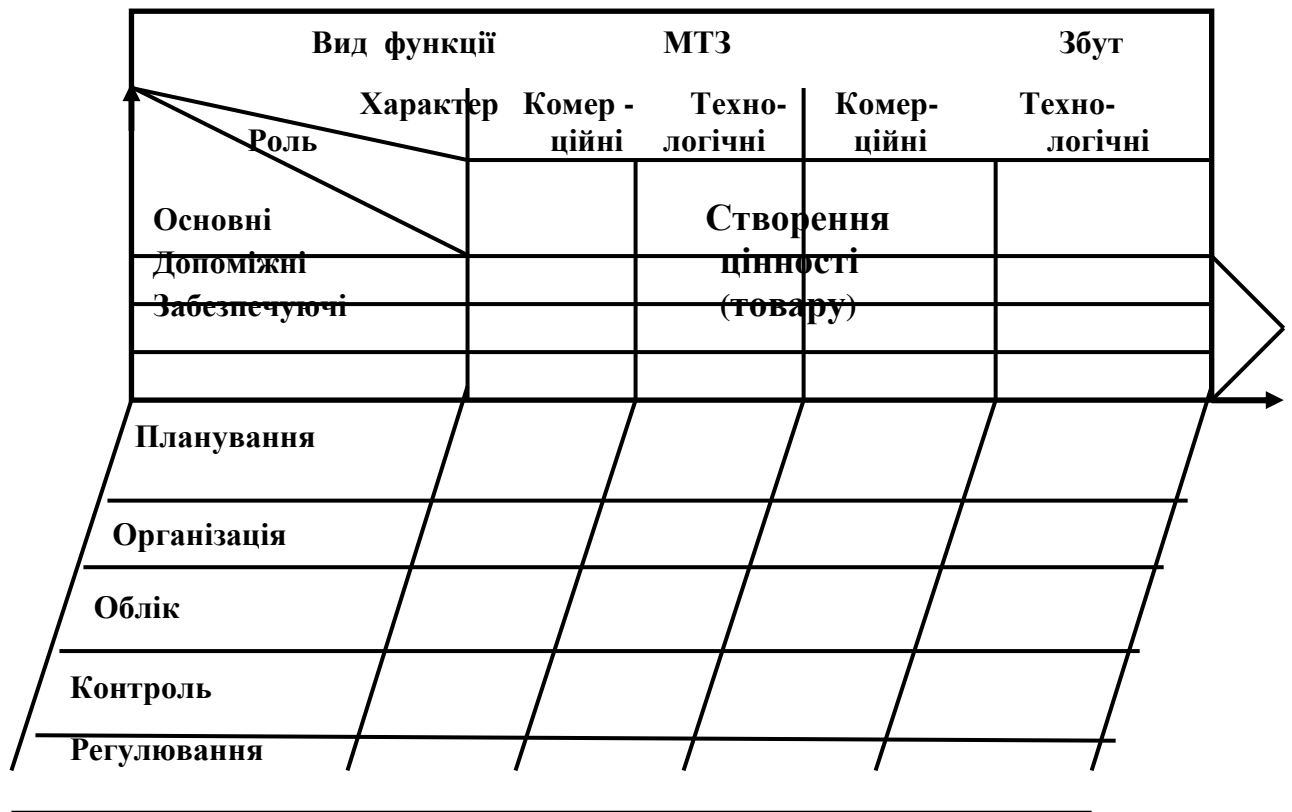 Вид функції МТЗ Збут
Характер Комер - Техно- Комер- Техно-
Роль ційні логічні ційні логічні
Основні Створення
Допоміжні цінності
Забезпечуючі (товару)
Планування
Організація
Облік
Контроль
Регулювання